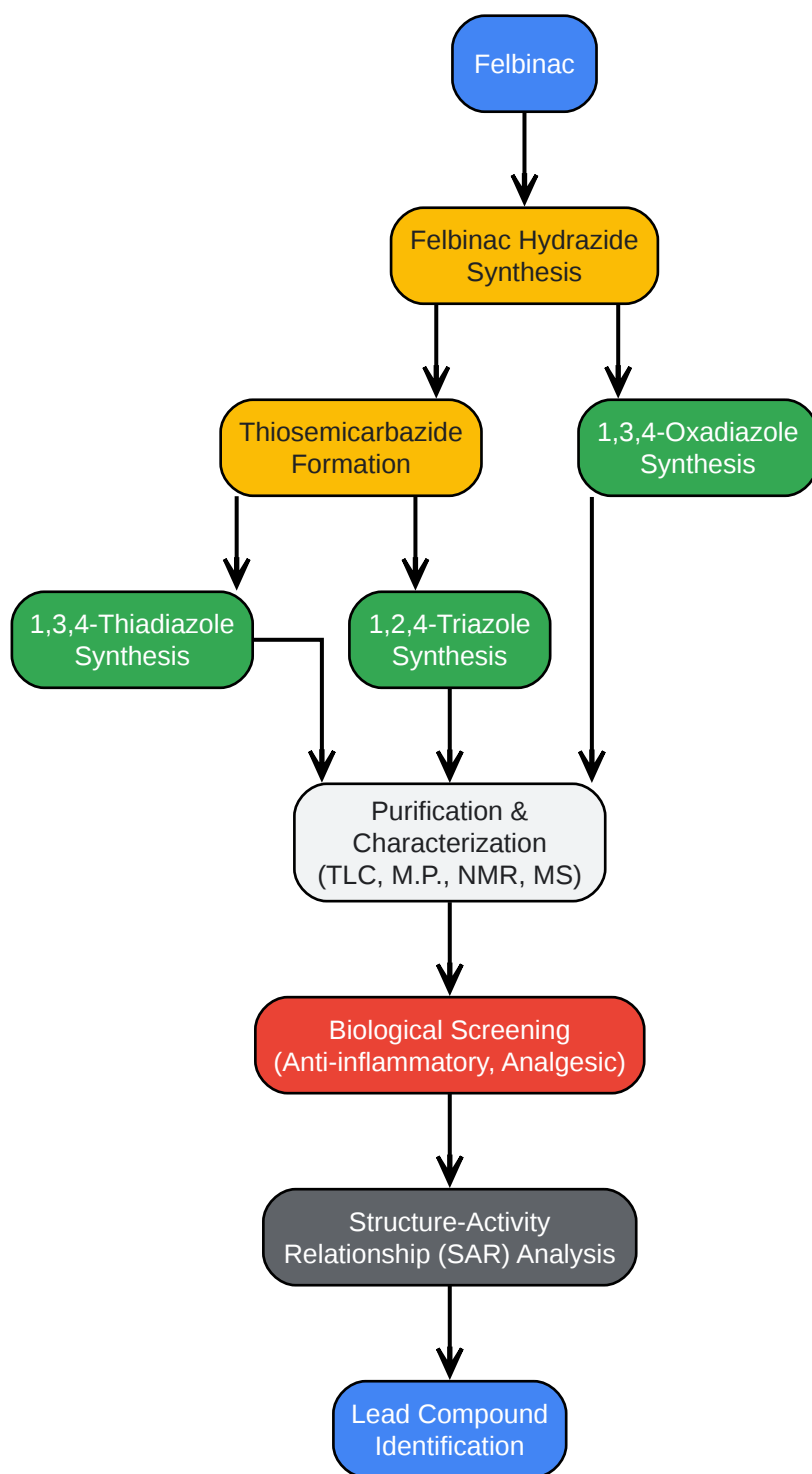 Felbinac
Felbinac Hydrazide
Synthesis
Thiosemicarbazide
Formation
1,3,4-Oxadiazole
Synthesis
1,3,4-Thiadiazole
Synthesis
1,2,4-Triazole
Synthesis
Purification &
Characterization
(TLC, M.P., NMR, MS)
Biological Screening
(Anti-inflammatory, Analgesic)
Structure-Activity
Relationship (SAR) Analysis
Lead Compound
Identification